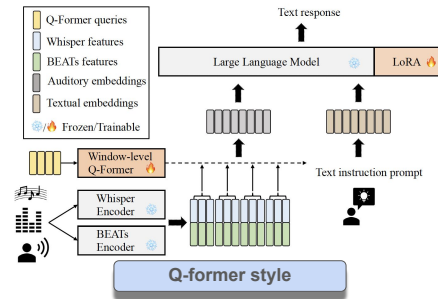 Text response
Q-Former queries
Whisper features
BEATs features
Auditory embeddings
Textual embeddings
/ Frozen/Trainable
Large Language Model
LoRA
Window-level
Q-Former
Text instruction prompt
Whisper
Encoder
BEATs
Encoder
Q-former style